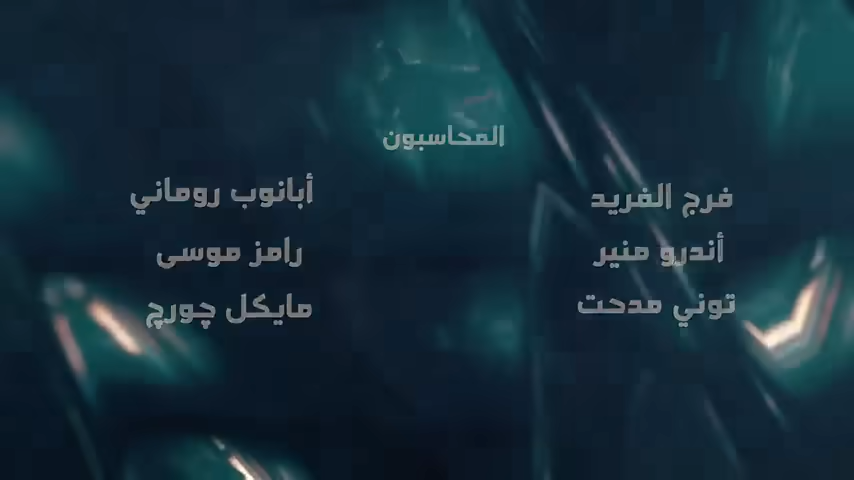 المحاسبون
فرج الفريد
أبانوب روماني
أندرو منير
رامز موسى
توني مدحت
مايكل چورچ